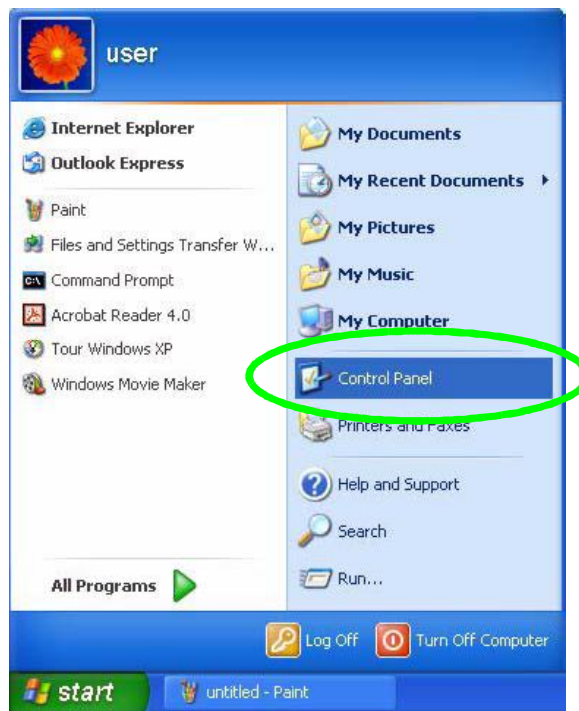 user
Internet Explorer
Outlook Express
Paint
Files and Settings Transfer W...
Command Prompt
Acrobat Reader 4.0
Tour Windows XP
Windows Movie Maker
All Programs
My Documents
My Recent Documents
My Pictures
My Music
My Computer
Control Panel
Printers and Faxes
Help and Support
Search
Run...
Log Off
Turn Off Computer
start
untitled - Paint